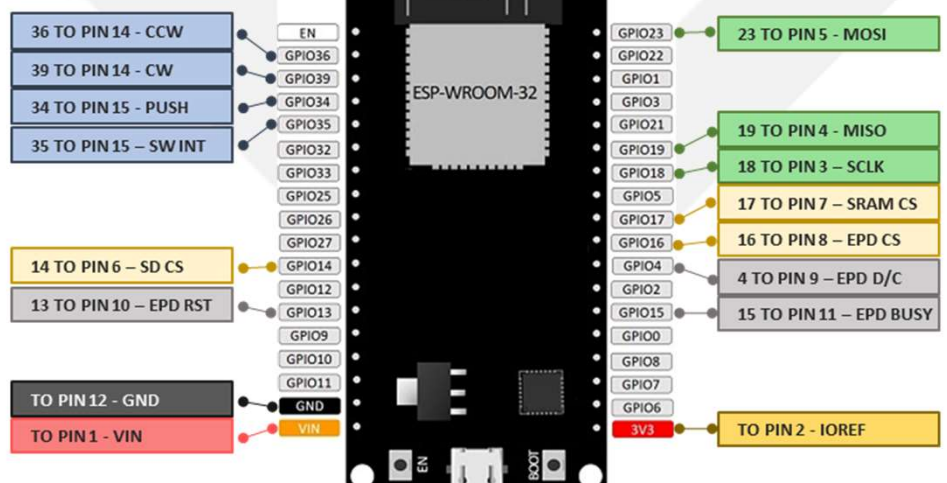 36 TO PIN 14 - CCW
39 TO PIN 14 - CW
34 TO PIN 15 - PUSH
35 TO PIN 15 – SW INT
14 TO PIN 6 – SD CS
13 TO PIN 10 – EPD RST
TO PIN 12 - GND
TO PIN 1 - VIN
EN
GPIO36
GPIO39
GPIO34
GPIO35
GPIO32
GPIO33
GPIO25
GPIO26
GPIO27
GPIO14
GPIO12
GPIO13
GPIO9
GPIO10
GPIO11
GND
VIN
ESP-WROOM-32
EN
BOOT
GPIO23
GPIO22
GPIO1
GPIO3
GPIO21
GPIO19
GPIO18
GPIO5
GPIO17
GPIO16
GPIO4
GPIO2
GPIO15
GPIO0
GPIO8
GPIO7
GPIO6
3V3
23 TO PIN 5 - MOSI
19 TO PIN 4 - MISO
18 TO PIN 3 – SCLK
17 TO PIN 7 – SRAM CS
16 TO PIN 8 – EPD CS
4 TO PIN 9 – EPD D/C
15 TO PIN 11 – EPD BUSY
TO PIN 2 - IOREF